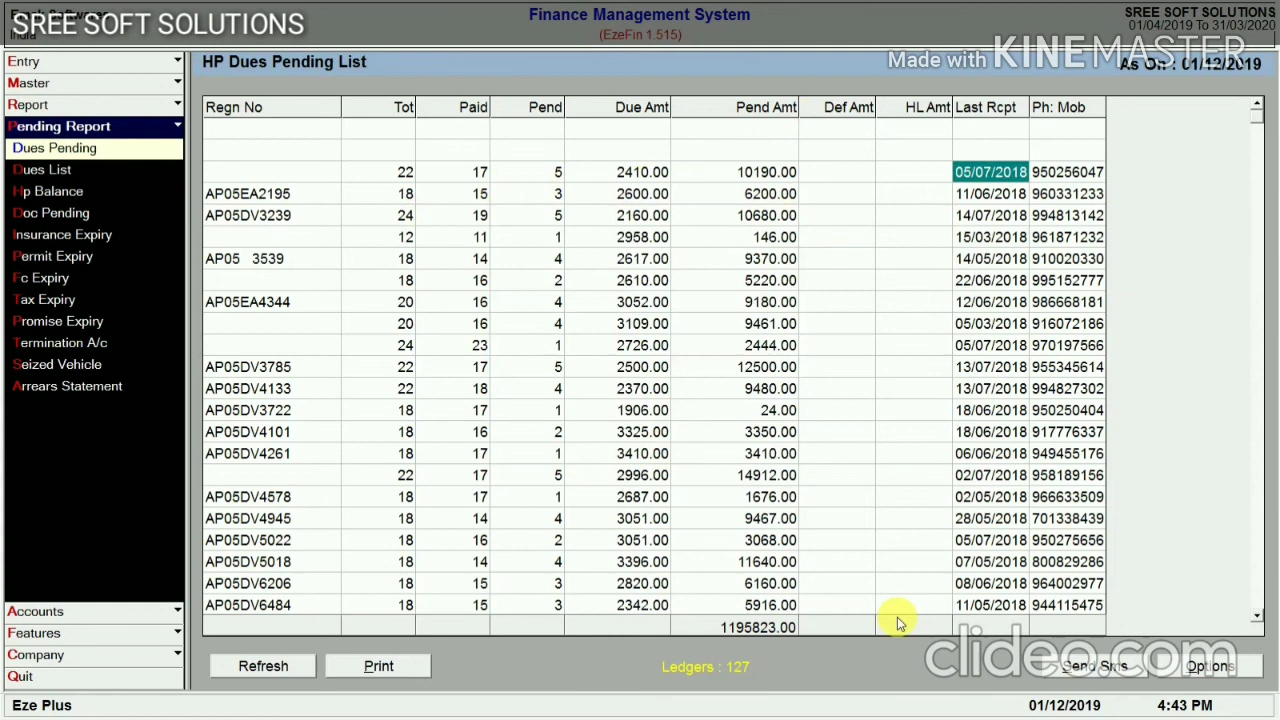 SREE SOFT SOLUTIONS
India
Finance Management System
(EzeFin 1.515)
SREE SOFT SOLUTIONS
01/04/2019 To 31/03/2020
Made with KINEMASTER
HP Dues Pending List
As On : 01/12/2019
Entry
Master
Report
Pending Report
Dues Pending
Dues List
Hp Balance
Doc Pending
Insurance Expiry
Permit Expiry
Fc Expiry
Tax Expiry
Promise Expiry
Termination A/c
Seized Vehicle
Arrears Statement
Accounts
Features
Company
Quit
Regn No Tot Paid Pend Due Amt Pend Amt Def Amt HL Amt Last Rcpt Ph: Mob
22 17 5 2410.00 10190.00 05/07/2018 950256047
AP05EA2195 18 15 3 2600.00 6200.00 11/06/2018 960331233
AP05DV3239 24 19 5 2160.00 10680.00 14/07/2018 994813142
12 11 1 2958.00 146.00 15/03/2018 961871232
AP05 3539 18 14 4 2617.00 9370.00 14/05/2018 910020330
18 16 2 2610.00 5220.00 22/06/2018 995152777
AP05EA4344 20 16 4 3052.00 9180.00 12/06/2018 986668181
20 16 4 3109.00 9461.00 05/03/2018 916072186
24 23 1 2726.00 2444.00 05/07/2018 970197566
AP05DV3785 22 17 5 2500.00 12500.00 13/07/2018 955345614
AP05DV4133 22 18 4 2370.00 9480.00 13/07/2018 994827302
AP05DV3722 18 17 1 1906.00 24.00 18/06/2018 950250404
AP05DV4101 18 16 2 3325.00 3350.00 18/06/2018 917776337
AP05DV4261 18 17 1 3410.00 3410.00 06/06/2018 949455176
22 17 5 2996.00 14912.00 02/07/2018 958189156
AP05DV4578 18 17 1 2687.00 1676.00 02/05/2018 966633509
AP05DV4945 18 14 4 3051.00 9467.00 28/05/2018 701338439
AP05DV5022 18 16 2 3051.00 3068.00 05/07/2018 950275656
AP05DV5018 18 14 4 3396.00 11640.00 07/05/2018 800829286
AP05DV6206 18 15 3 2820.00 6160.00 08/06/2018 964002977
AP05DV6484 18 15 3 2342.00 5916.00 11/05/2018 944115475
1195823.00
Refresh
Print
Ledgers : 127
Send Sms
Options
clideo.com
Eze Plus
01/12/2019
4:43 PM